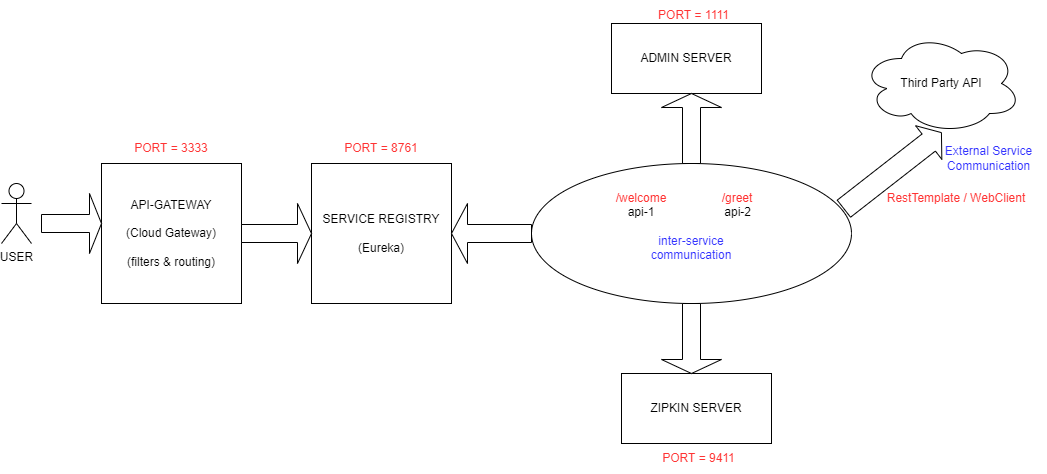 PORT = 1111
ADMIN SERVER
Third Party API
PORT = 3333
PORT = 8761
External Service
Communication
API-GATEWAY
(Cloud Gateway)
(filters & routing)
SERVICE REGISTRY
(Eureka)
/welcome
api-1
/greet
api-2
RestTemplate / WebClient
inter-service
communication
USER
ZIPKIN SERVER
PORT = 9411